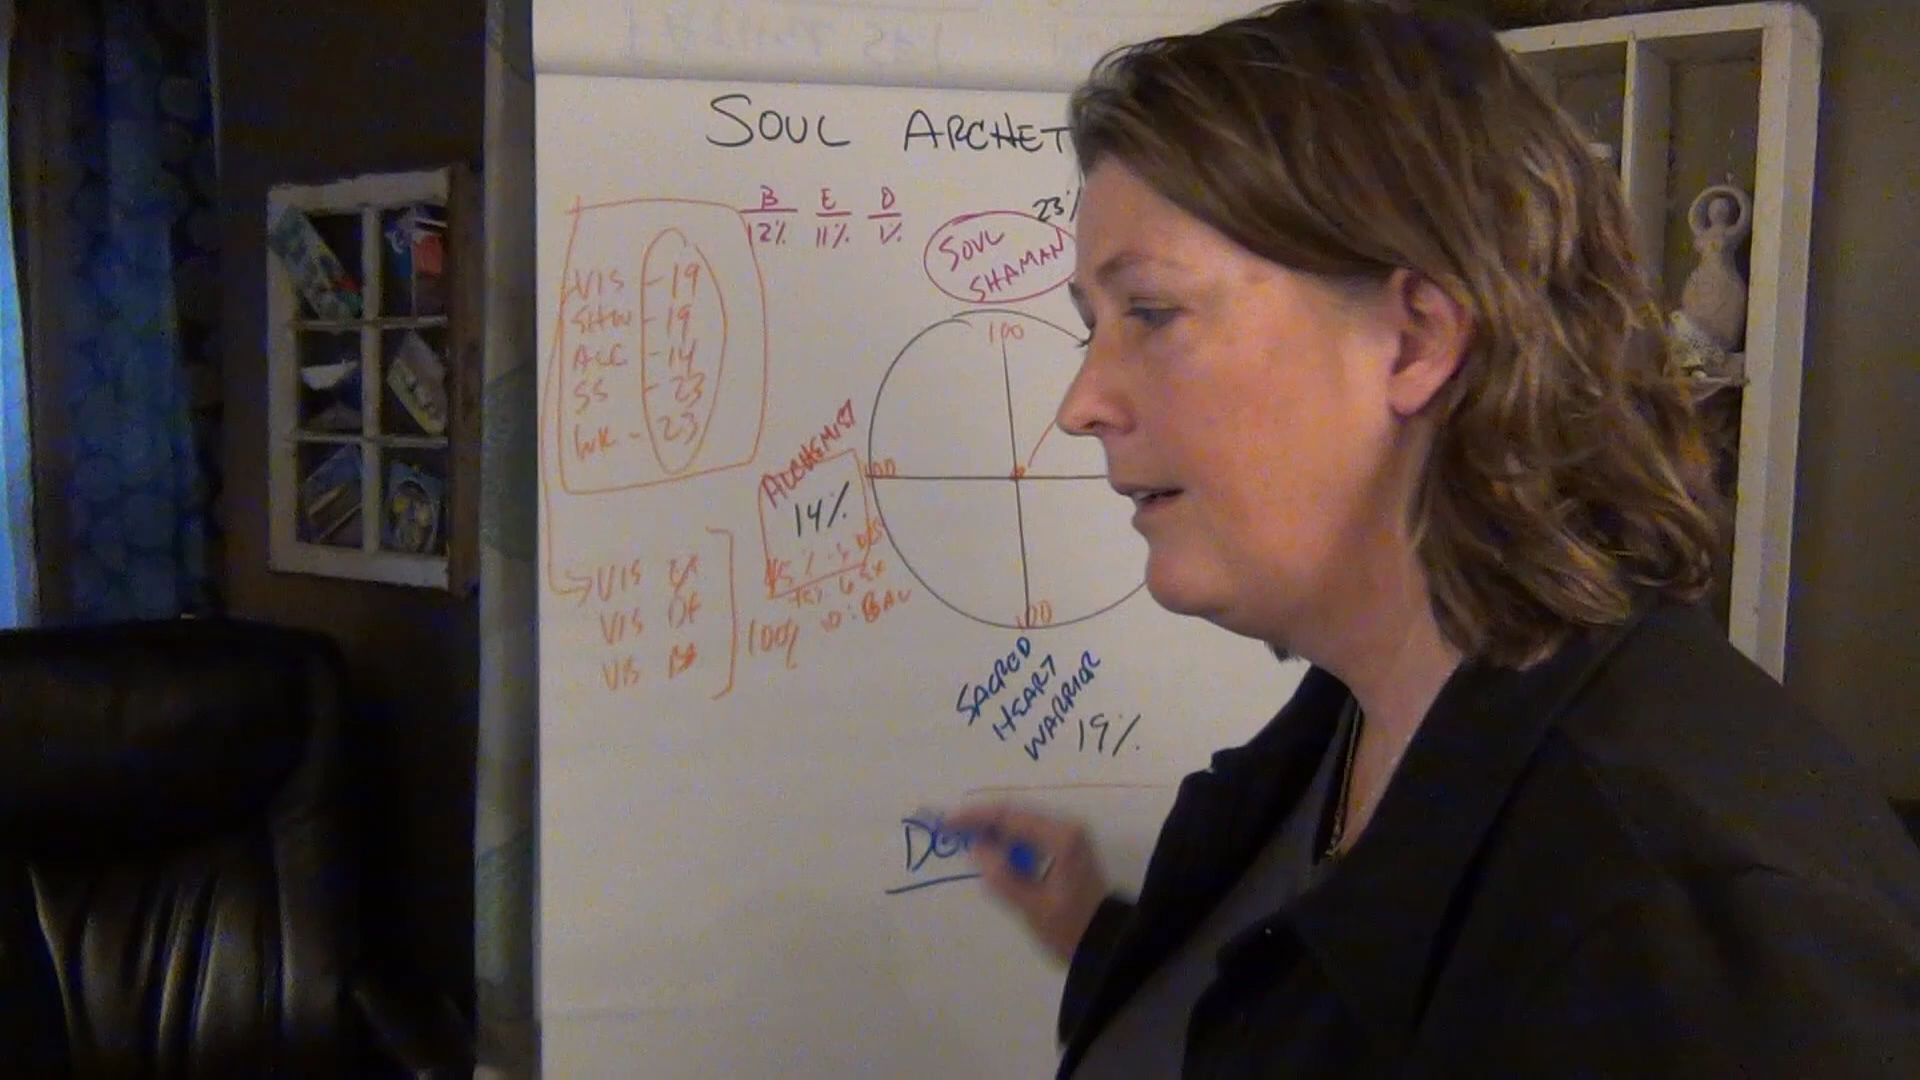 SOUL ARCHET
B E D
12% 11% 1%
23%
SOUL
SHAMAN
VIS - 19
SHW - 19
ALC - 14
SS - 23
WK - 23
100
ALCHEMIST
14%
100
VIS
VIS DF
VIS
100%
100
SACRED
HEART
WARRIOR
19%